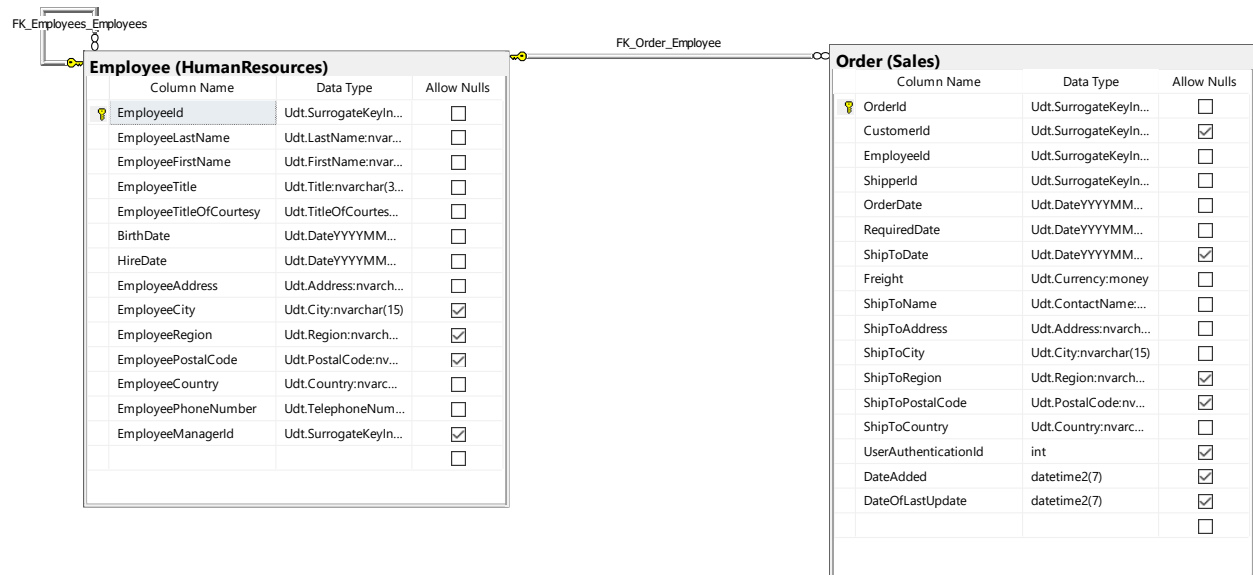 FK_Employees_Employees
FK_Order_Employee
Employee (HumanResources)
Column Name Data Type Allow Nulls
EmployeeId Udt.SurrogateKeyIn...
EmployeeLastName Udt.LastName:nvar...
EmployeeFirstName Udt.FirstName:nvar...
EmployeeTitle Udt.Title:nvarchar(3...
EmployeeTitleOfCourtesy Udt.TitleOfCourtes...
BirthDate Udt.DateYYYYMM...
HireDate Udt.DateYYYYMM...
EmployeeAddress Udt.Address:nvarch...
EmployeeCity Udt.City:nvarchar(15)
EmployeeRegion Udt.Region:nvarch...
EmployeePostalCode Udt.PostalCode:nv...
EmployeeCountry Udt.Country:nvarc...
EmployeePhoneNumber Udt.TelephoneNum...
EmployeeManagerId Udt.SurrogateKeyIn...
Order (Sales)
Column Name Data Type Allow Nulls
OrderId Udt.SurrogateKeyIn...
CustomerId Udt.SurrogateKeyIn...
EmployeeId Udt.SurrogateKeyIn...
ShipperId Udt.SurrogateKeyIn...
OrderDate Udt.DateYYYYMM...
RequiredDate Udt.DateYYYYMM...
ShipToDate Udt.DateYYYYMM...
Freight Udt.Currency:money
ShipToName Udt.ContactName:...
ShipToAddress Udt.Address:nvarch...
ShipToCity Udt.City:nvarchar(15)
ShipToRegion Udt.Region:nvarch...
ShipToPostalCode Udt.PostalCode:nv...
ShipToCountry Udt.Country:nvarc...
UserAuthenticationId int
DateAdded datetime2(7)
DateOfLastUpdate datetime2(7)